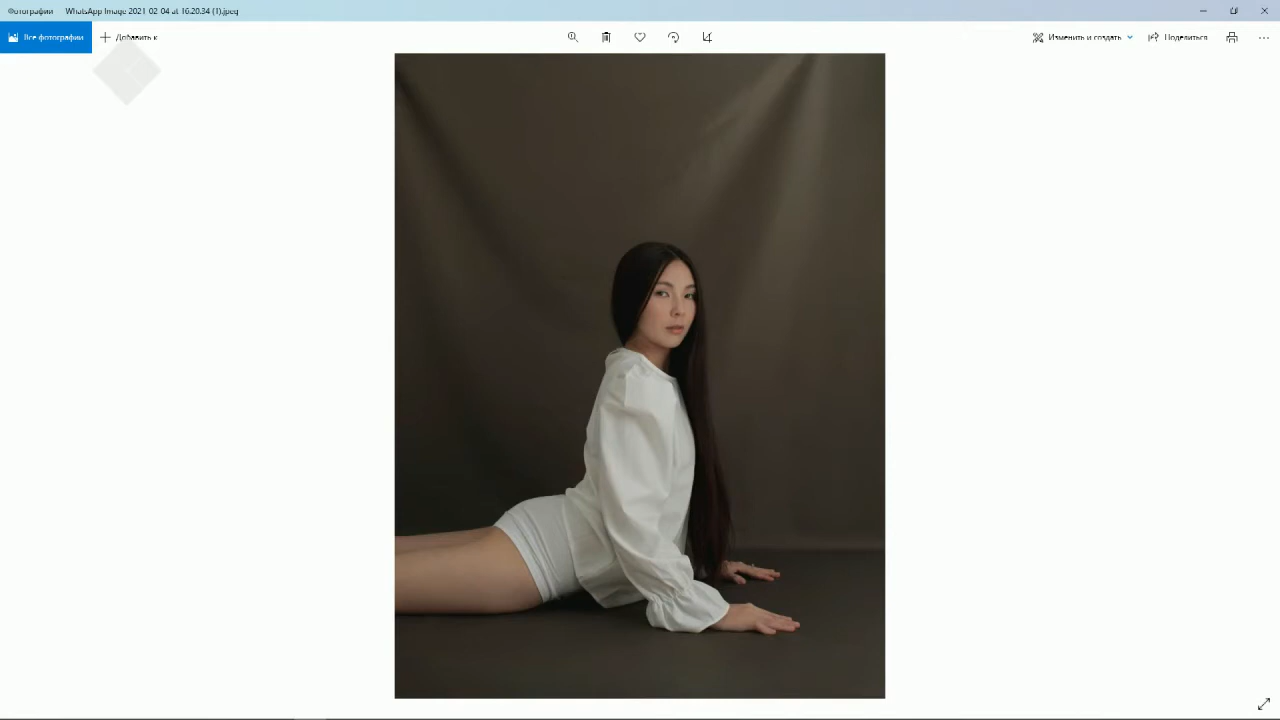 Фотографии - WhatsApp Image 2021-02-04 at 16.20.34 (1).jpeg
Все фотографии
Добавить к
Изменить и создать
Поделиться